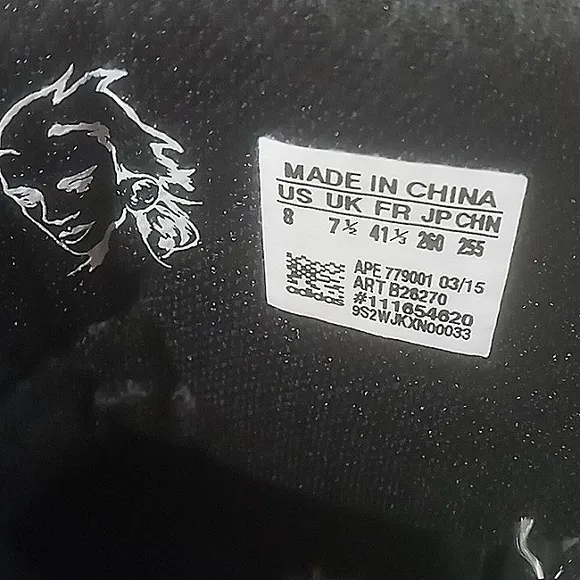 MADE IN CHINA
US UK FR JP CHN
8 7½ 41⅓ 260 255
APE 779001 03/15
ART B26270
#111654620
adidas 9S2WJKXN00033